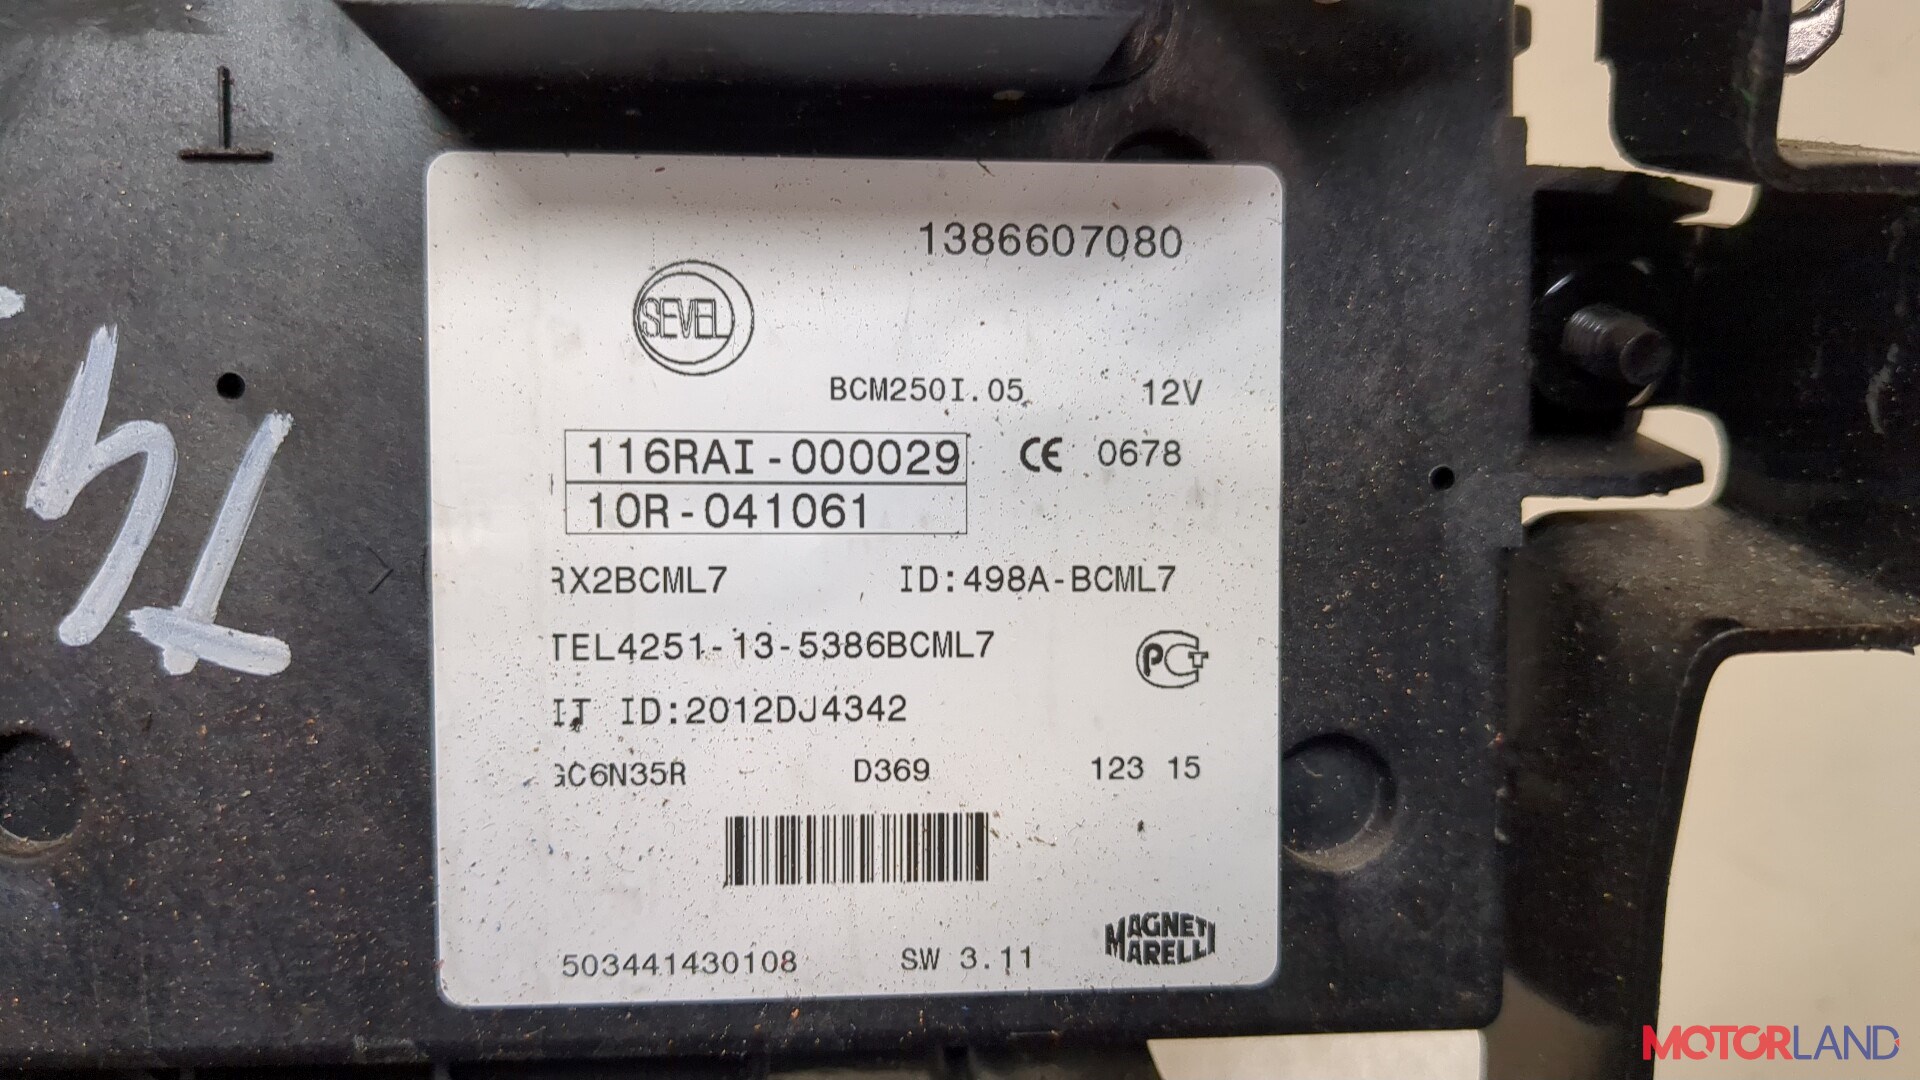 1386607080
SEVEL
BCM250I.05 12V
116RAI-000029 CE 0678
10R-041061
RX2BCML7 ID:498A-BCML7
TEL4251-13-5386BCML7 PCT
ID:2012DJ4342
GC6N35R D369 123 15
503441430108 SW 3.11
MAGNETI
MARELLI
MOTORLAND